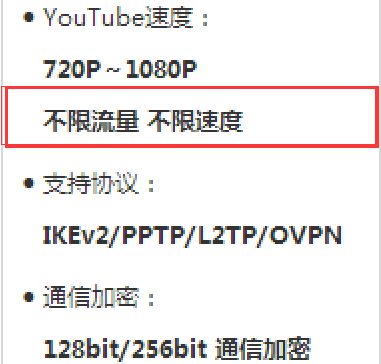 • YouTube速度：
720P～1080P
不限流量 不限速度
• 支持协议：
IKEv2/PPTP/L2TP/OVPN
• 通信加密：
128bit/256bit 通信加密